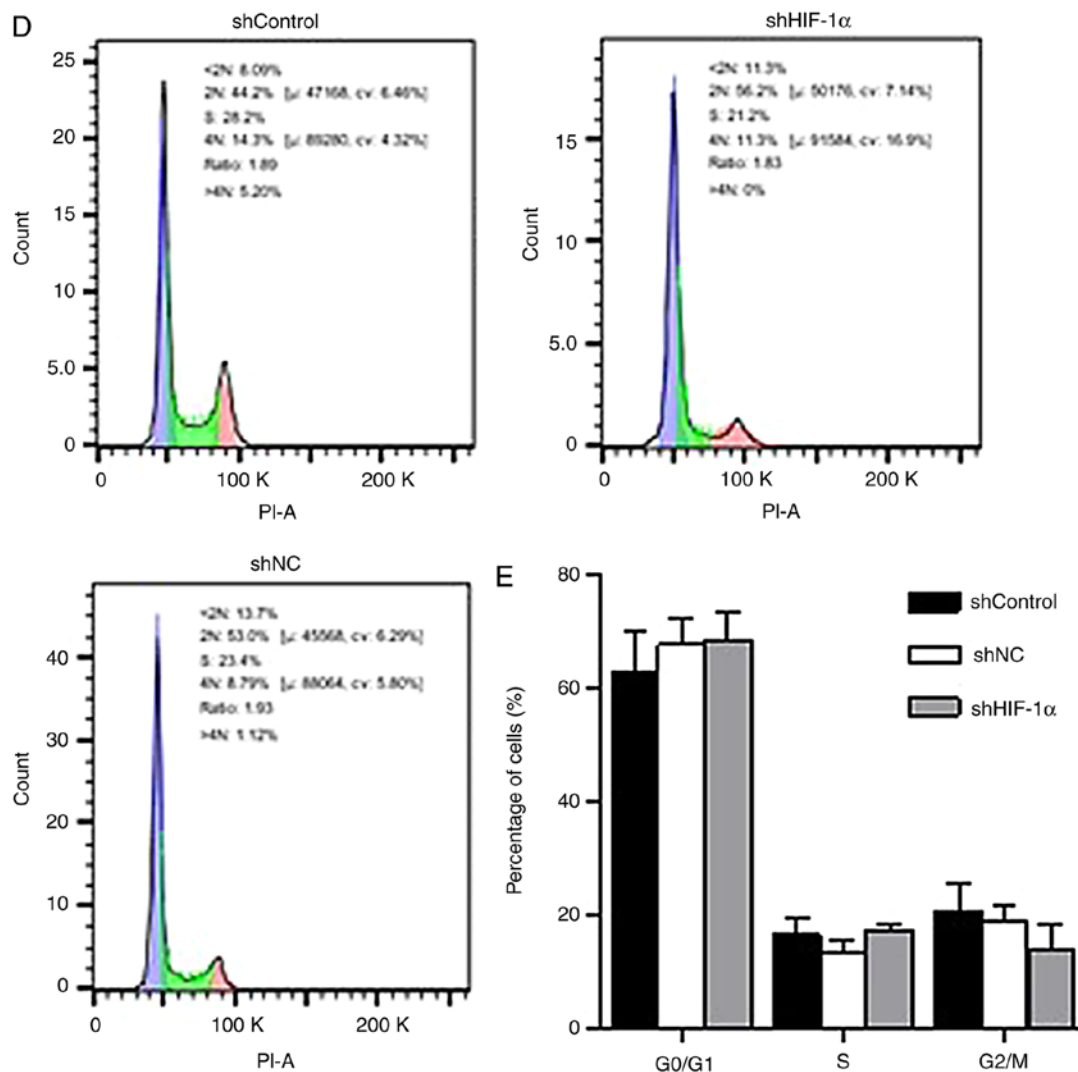 D
shControl
<2N: 8.09%
2N: 44.2% [μ: 47168, cv: 6.46%]
S: 28.2%
4N: 14.3% [μ: 89280, cv: 4.32%]
Ratio: 1.89
>4N: 5.20%
25
20
15
10
5.0
0
Count
0 100 K 200 K
PI-A
shHIF-1α
<2N: 11.3%
2N: 56.2% [μ: 50176, cv: 7.14%]
S: 21.2%
4N: 11.3% [μ: 91584, cv: 16.9%]
Ratio: 1.83
>4N: 0%
15
10
5.0
0
Count
0 100 K 200 K
PI-A
shNC
<2N: 13.7%
2N: 53.0% [μ: 45568, cv: 6.29%]
S: 23.4%
4N: 8.79% [μ: 88064, cv: 5.80%]
Ratio: 1.93
>4N: 1.12%
40
30
20
10
0
Count
0 100 K 200 K
PI-A
E
80
60
40
20
0
Percentage of cells (%)
shControl
shNC
shHIF-1α
G0/G1 S G2/M